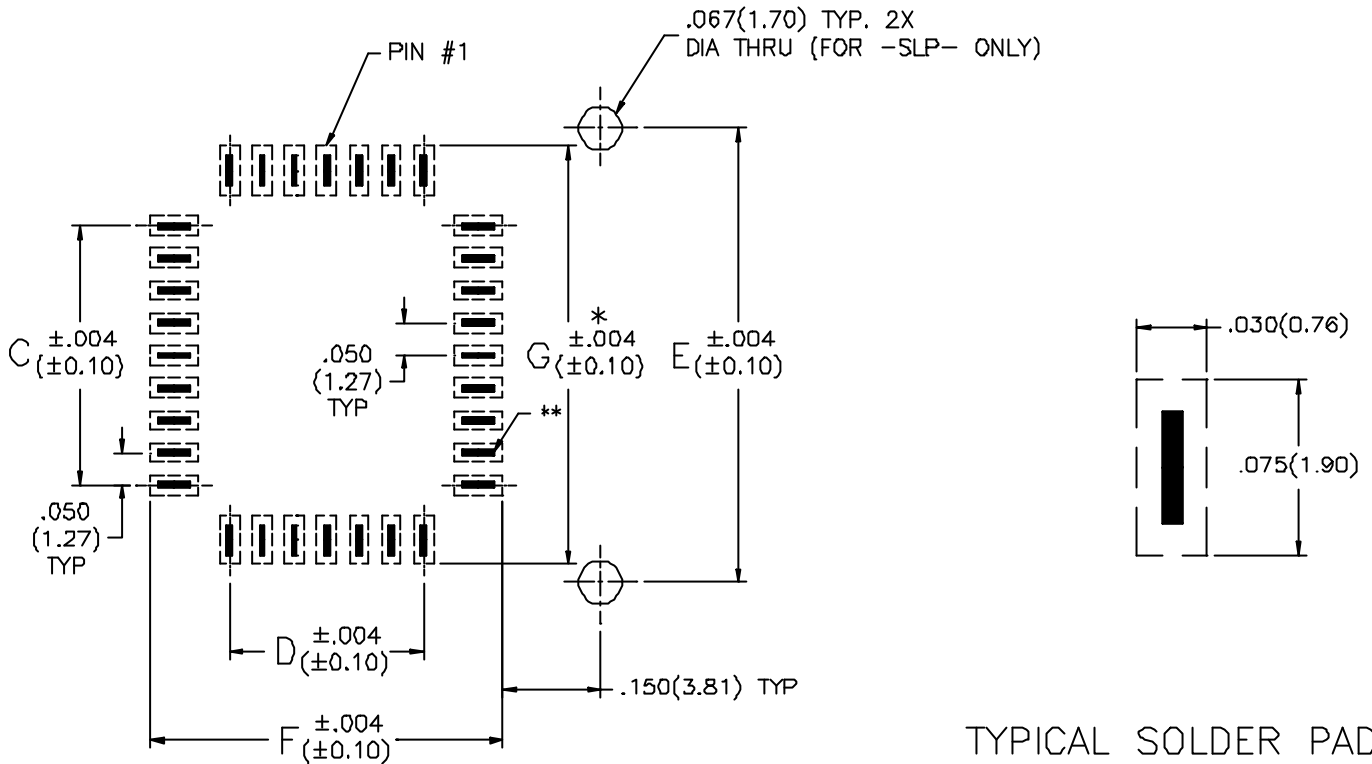 .067(1.70) TYP. 2X
DIA THRU (FOR -SLP- ONLY)
PIN #1
C ±.004
(±0.10)
.050
(1.27)
TYP
*
G ±.004
(±0.10)
E ±.004
(±0.10)
**
.050
(1.27)
TYP
D ±.004
(±0.10)
.150(3.81) TYP
F ±.004
(±0.10)
.030(0.76)
.075(1.90)
TYPICAL SOLDER PAD